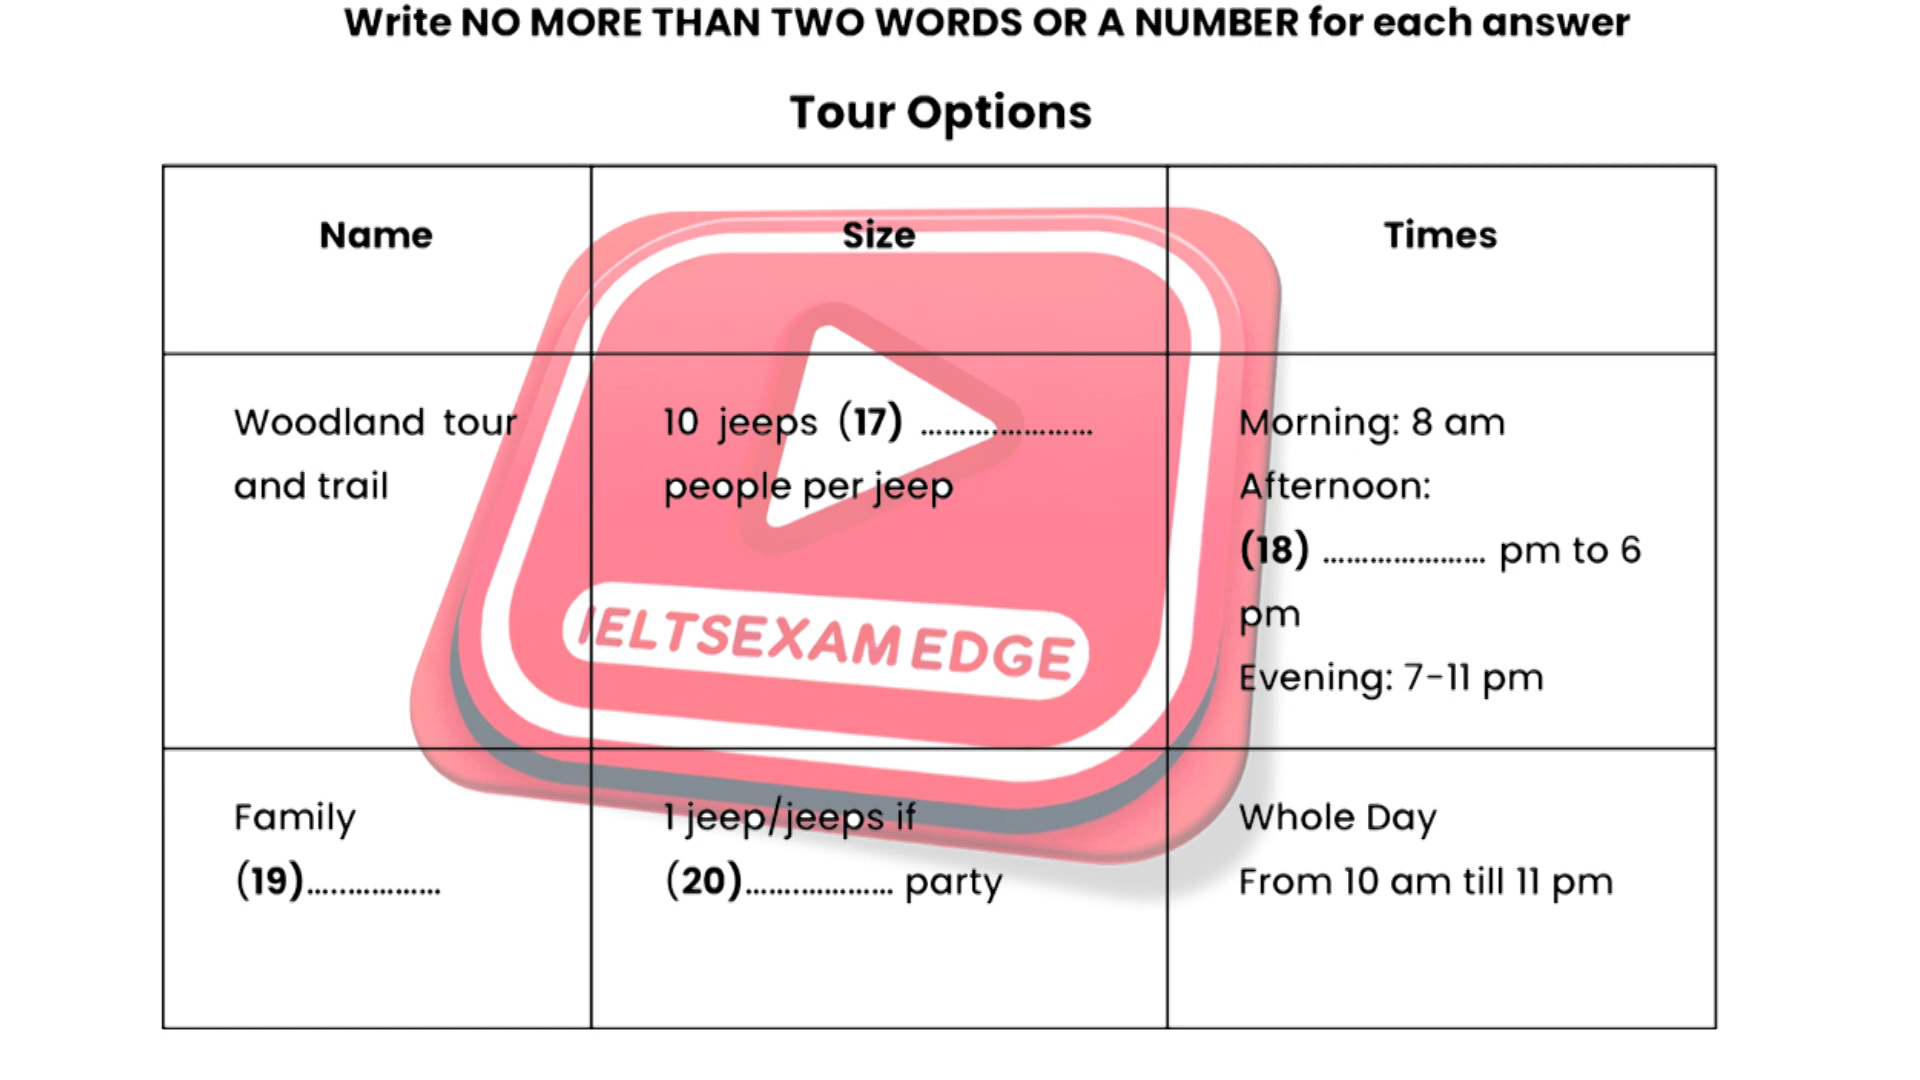 Write NO MORE THAN TWO WORDS OR A NUMBER for each answer
Tour Options
Name
Size
Times
Woodland tour
and trail
10 jeeps (17) ......................
people per jeep
Morning: 8 am
Afternoon:
(18) ..................... pm to 6
pm
Evening: 7-11 pm
Family
(19).................
1 jeep/jeeps if
(20)................... party
Whole Day
From 10 am till 11 pm
IELTSEXAM EDGE